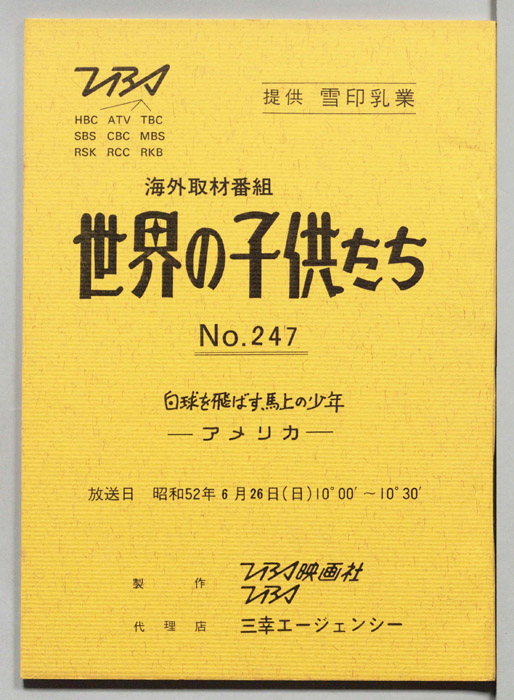 TBS
提供 雪印乳業
HBC ATV TBC
SBS CBC MBS
RSK RCC RKB
海外取材番組
世界の子供たち
No.247
白球を飛ばす、馬上の少年
—アメリカ—
放送日 昭和52年6月26日(日)10°00′~10°30′
製作 TBS映画社
TBS
代理店 三幸エージェンシー